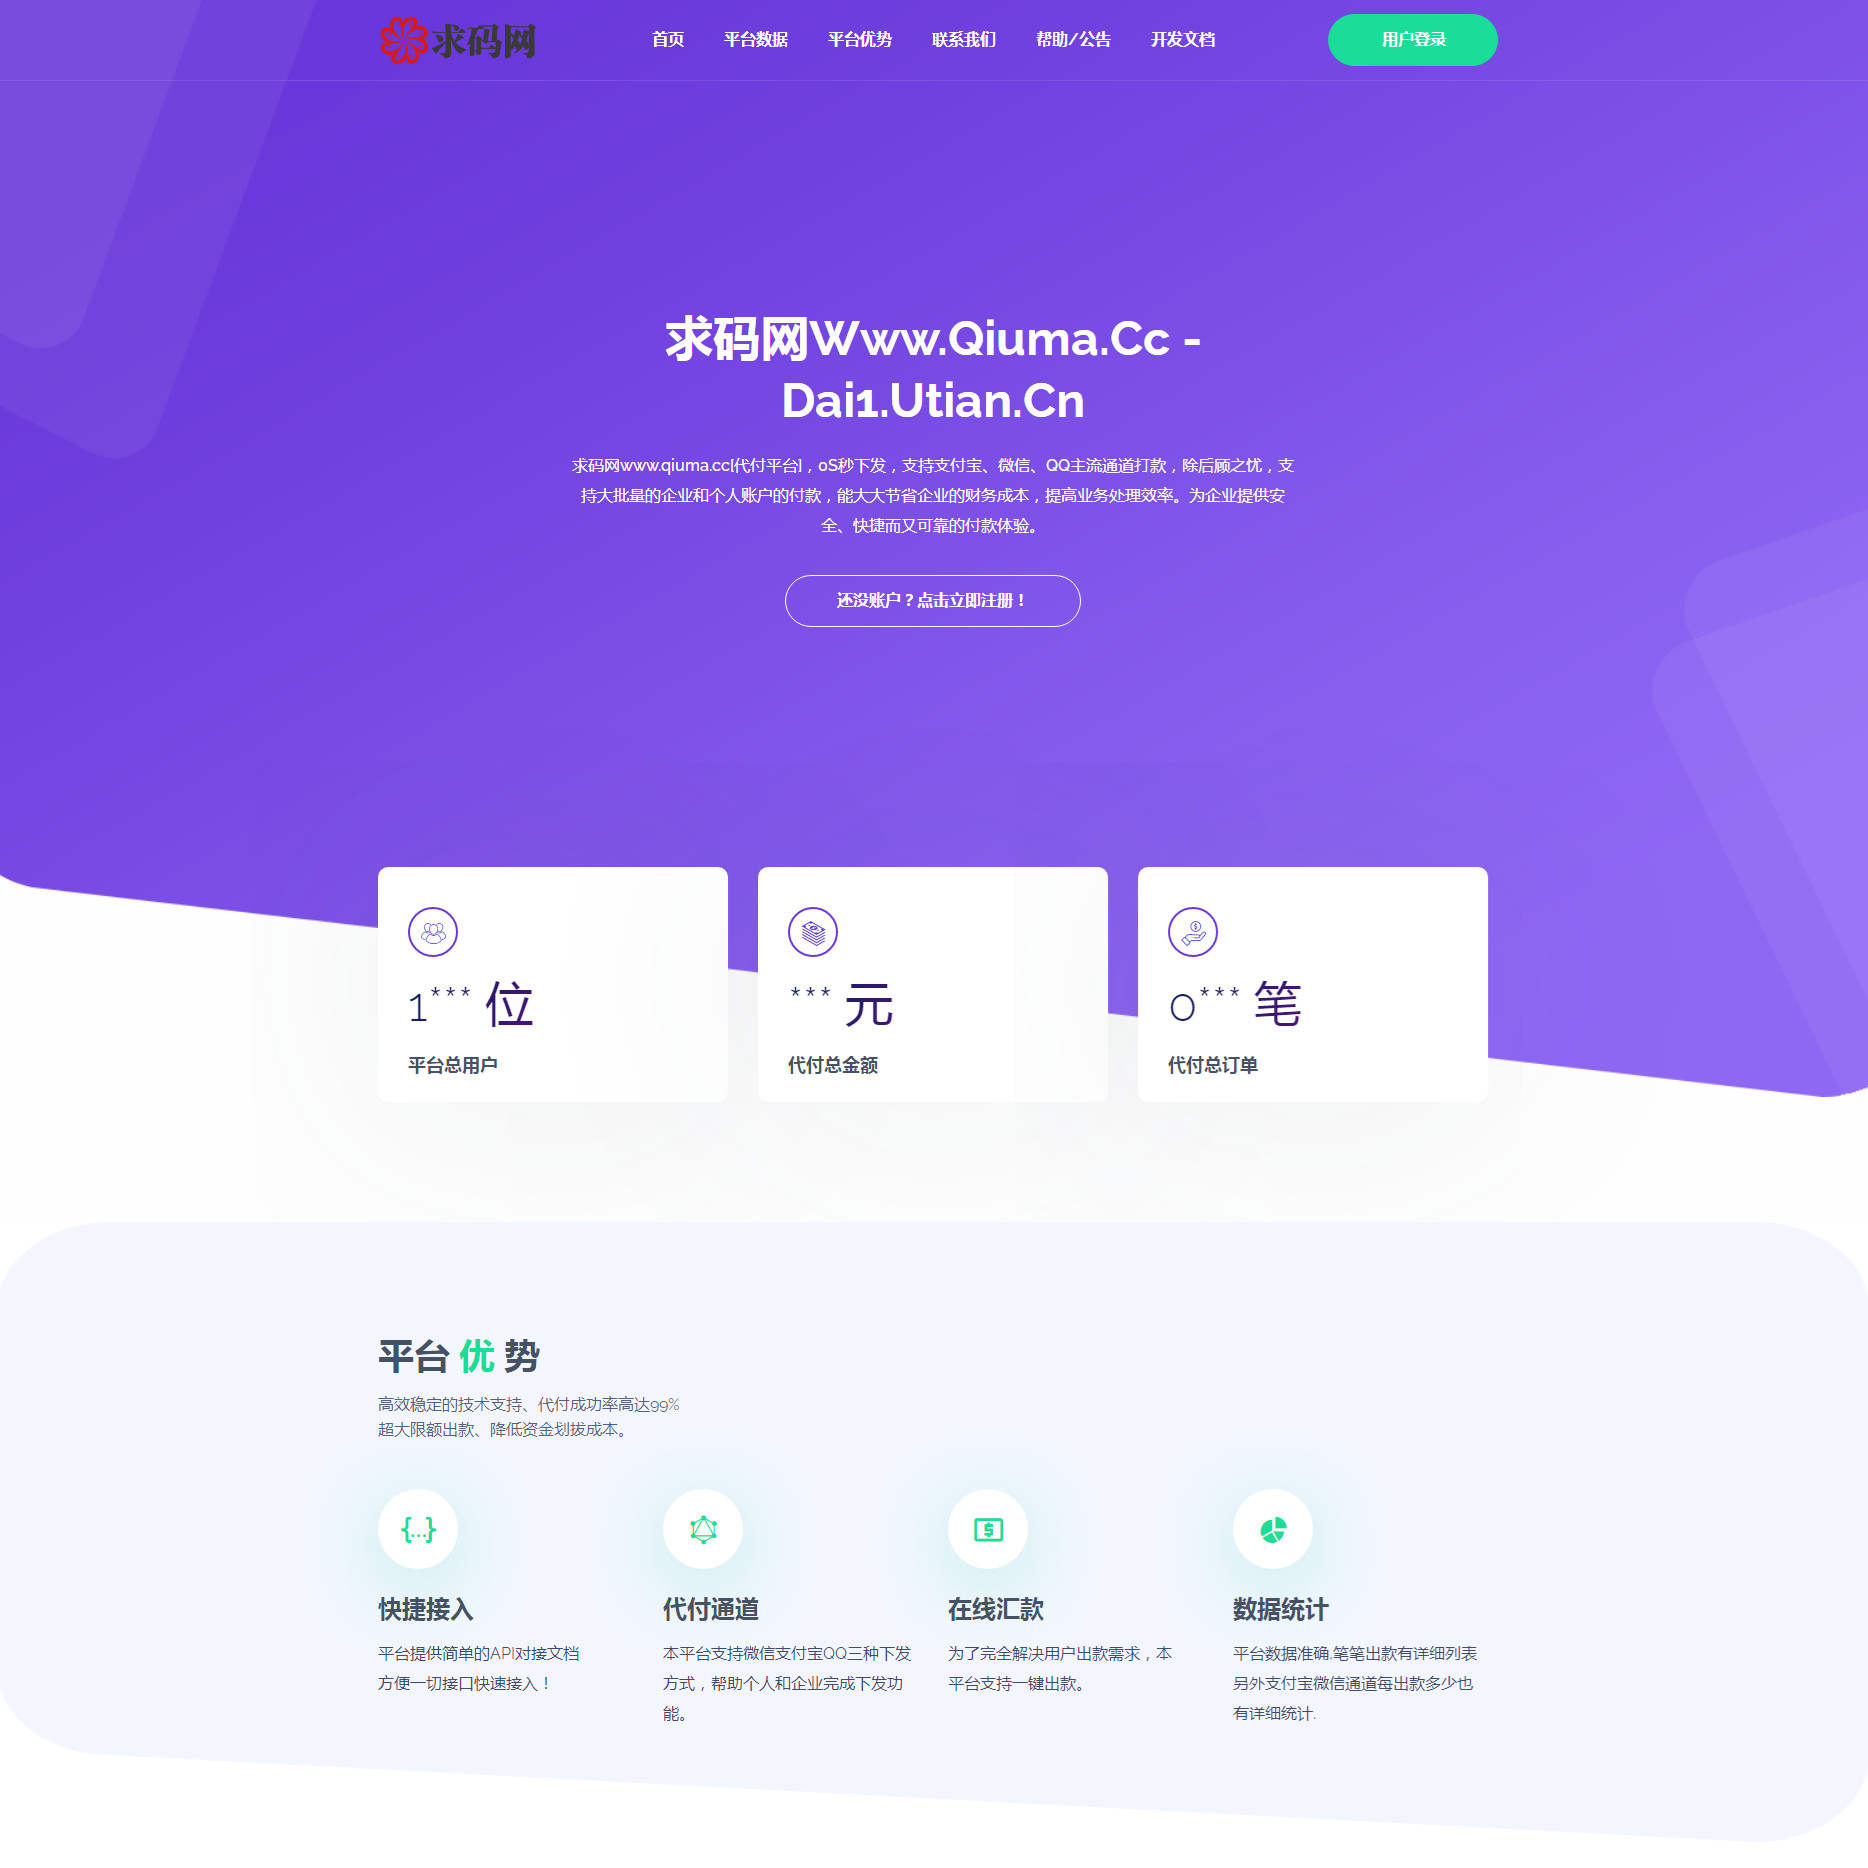 求码网
首页 平台数据 平台优势 联系我们 帮助/公告 开发文档
用户登录
求码网Www.Qiuma.Cc -
Dai1.Utian.Cn
求码网www.qiuma.cc[代付平台]，0S秒下发，支持支付宝、微信、QQ主流通道打款，除后顾之忧，支
持大批量的企业和个人账户的付款，能大大节省企业的财务成本，提高业务处理效率。为企业提供安
全、快捷而又可靠的付款体验。
还没账户？点击立即注册！
1*** 位
平台总用户
*** 元
代付总金额
0*** 笔
代付总订单
平台 优 势
高效稳定的技术支持、代付成功率高达99%
超大限额出款、降低资金划拨成本。
快捷接入
平台提供简单的API对接文档
方便一切接口快速接入！
代付通道
本平台支持微信支付宝QQ三种下发
方式，帮助个人和企业完成下发功
能。
在线汇款
为了完全解决用户出款需求，本
平台支持一键出款。
数据统计
平台数据准确,笔笔出款有详细列表
另外支付宝微信通道每出款多少也
有详细统计.